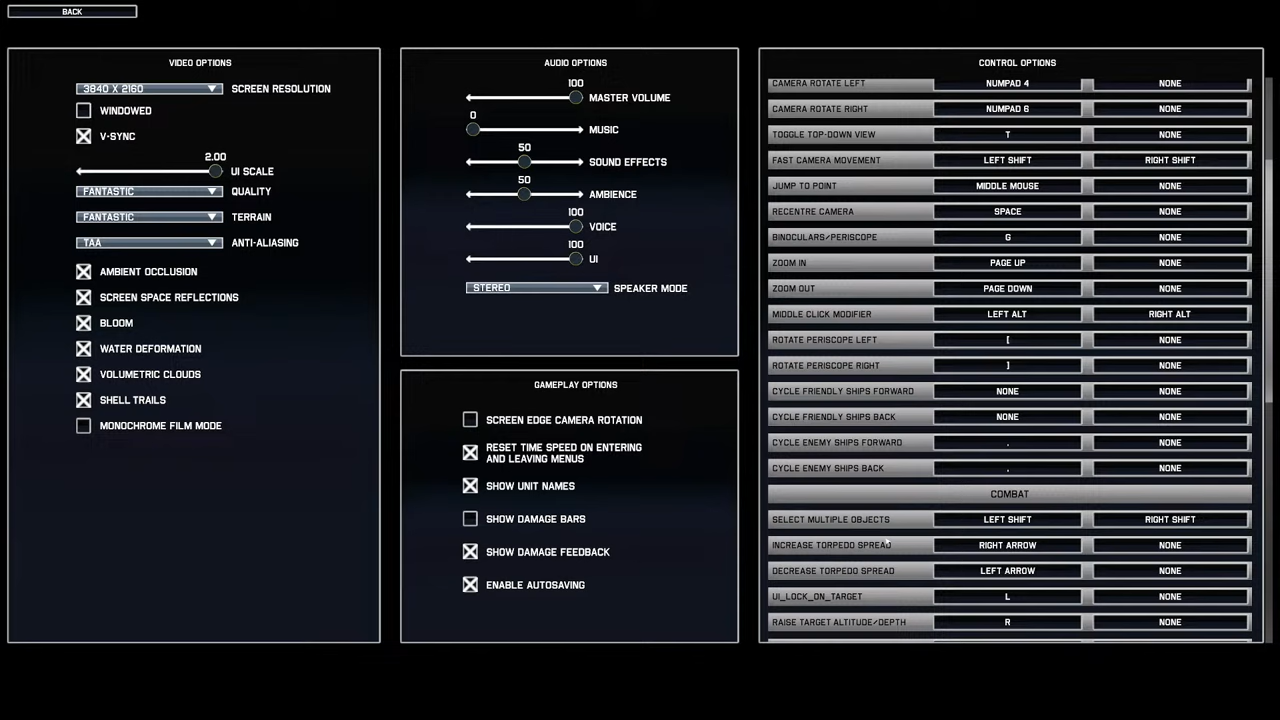 BACK
VIDEO OPTIONS
3840 X 2160 SCREEN RESOLUTION
WINDOWED
V-SYNC
2.00
UI SCALE
FANTASTIC QUALITY
FANTASTIC TERRAIN
TAA ANTI-ALIASING
AMBIENT OCCLUSION
SCREEN SPACE REFLECTIONS
BLOOM
WATER DEFORMATION
VOLUMETRIC CLOUDS
SHELL TRAILS
MONOCHROME FILM MODE
AUDIO OPTIONS
100
MASTER VOLUME
0
MUSIC
50
SOUND EFFECTS
50
AMBIENCE
100
VOICE
100
UI
STEREO SPEAKER MODE
GAMEPLAY OPTIONS
SCREEN EDGE CAMERA ROTATION
RESET TIME SPEED ON ENTERING
AND LEAVING MENUS
SHOW UNIT NAMES
SHOW DAMAGE BARS
SHOW DAMAGE FEEDBACK
ENABLE AUTOSAVING
CONTROL OPTIONS
CAMERA ROTATE LEFT NUMPAD 4 NONE
CAMERA ROTATE RIGHT NUMPAD 6 NONE
TOGGLE TOP-DOWN VIEW T NONE
FAST CAMERA MOVEMENT LEFT SHIFT RIGHT SHIFT
JUMP TO POINT MIDDLE MOUSE NONE
RECENTRE CAMERA SPACE NONE
BINOCULARS/PERISCOPE G NONE
ZOOM IN PAGE UP NONE
ZOOM OUT PAGE DOWN NONE
MIDDLE CLICK MODIFIER LEFT ALT RIGHT ALT
ROTATE PERISCOPE LEFT [ NONE
ROTATE PERISCOPE RIGHT ] NONE
CYCLE FRIENDLY SHIPS FORWARD NONE NONE
CYCLE FRIENDLY SHIPS BACK NONE NONE
CYCLE ENEMY SHIPS FORWARD . NONE
CYCLE ENEMY SHIPS BACK , NONE
COMBAT
SELECT MULTIPLE OBJECTS LEFT SHIFT RIGHT SHIFT
INCREASE TORPEDO SPREAD RIGHT ARROW NONE
DECREASE TORPEDO SPREAD LEFT ARROW NONE
UI_LOCK_ON_TARGET L NONE
RAISE TARGET ALTITUDE/DEPTH R NONE